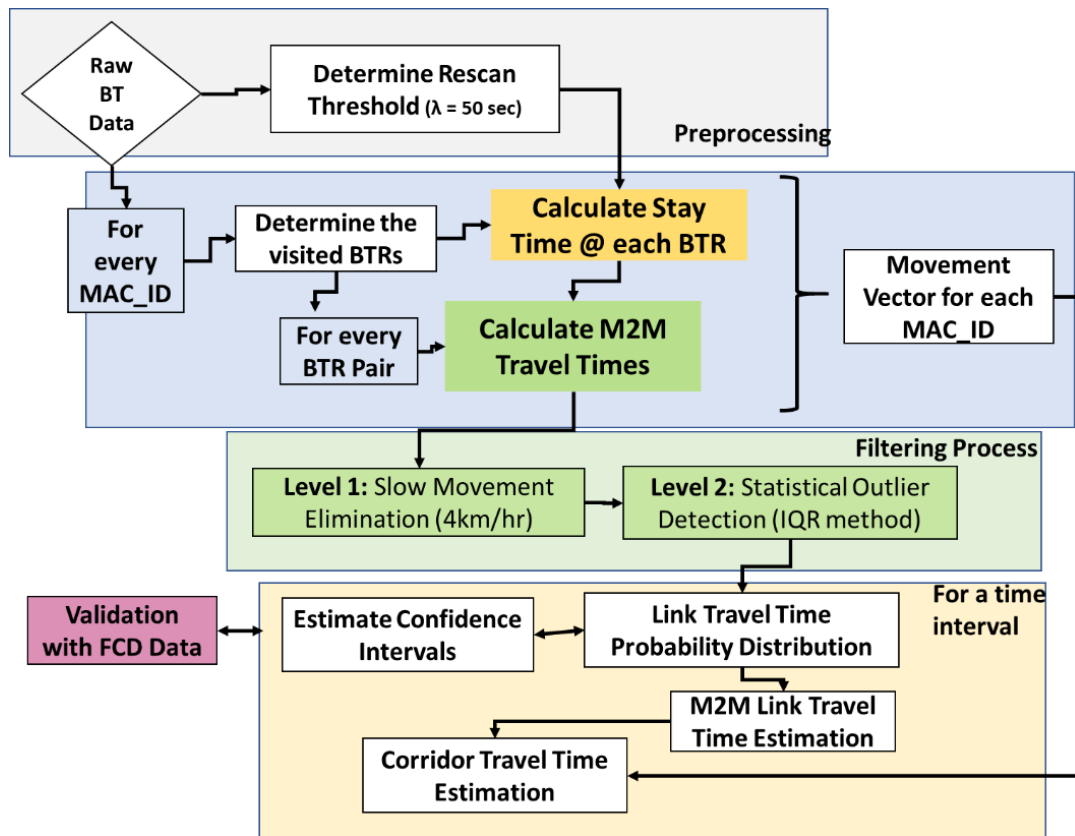 Raw
BT
Data
Determine Rescan
Threshold (λ = 50 sec)
Preprocessing
For
every
MAC_ID
Determine the
visited BTRs
Calculate Stay
Time @ each BTR
For every
BTR Pair
Calculate M2M
Travel Times
Movement
Vector for each
MAC_ID
Filtering Process
Level 1: Slow Movement
Elimination (4km/hr)
Level 2: Statistical Outlier
Detection (IQR method)
For a time
interval
Validation
with FCD Data
Estimate Confidence
Intervals
Link Travel Time
Probability Distribution
M2M Link Travel
Time Estimation
Corridor Travel Time
Estimation